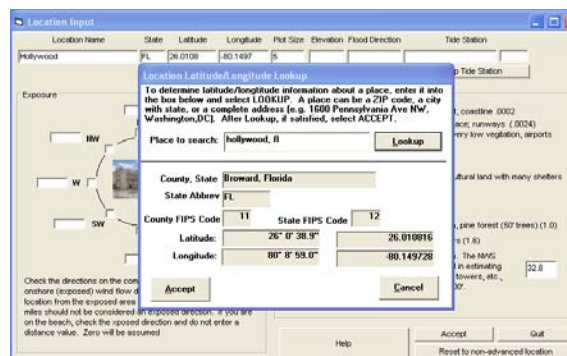 Location Input
Location Name State Latitude Longitude Plot Size Elevation Flood Direction Tide Station
Hollywood FL 26.0108 -80.1497 5
p Tide Station
Location Latitude/Longitude Lookup
To determine latitude/longtitude information about a place, enter it into
the box below and select LOOKUP. A place can be a ZIP code, a city
with state, or a complete address (e.g. 1600 Pennsylvania Ave NW,
Washington,DC). After Lookup, if satisfied, select ACCEPT.
Place to search: hollywood, fl Lookup
County, State Broward, Florida
State Abbrev FL
County FIPS Code 11 State FIPS Code 12
Latitude: 26° 0' 38.9" 26.010816
Longitude: 80° 8' 59.0" -80.149728
Accept Cancel
Exposure
NW
W
SW
, coastline .0002
ace; runways (.0024)
very low vegitation, airports
ultural land with many shelters
, pine forest (50' trees) (1.0)
rs (1.6)
. The NWS
l in estimating
towers, etc.,
00'.
32.8
Check the directions on the com
onshore (exposed) wind flow d
location from the exposed area
miles should not be considered an exposed direction. If you are
on the beach, check the xposed direction and do not enter a
distance value. Zero will be
assumed
Help
Accept Quit
Reset to non-advanced location